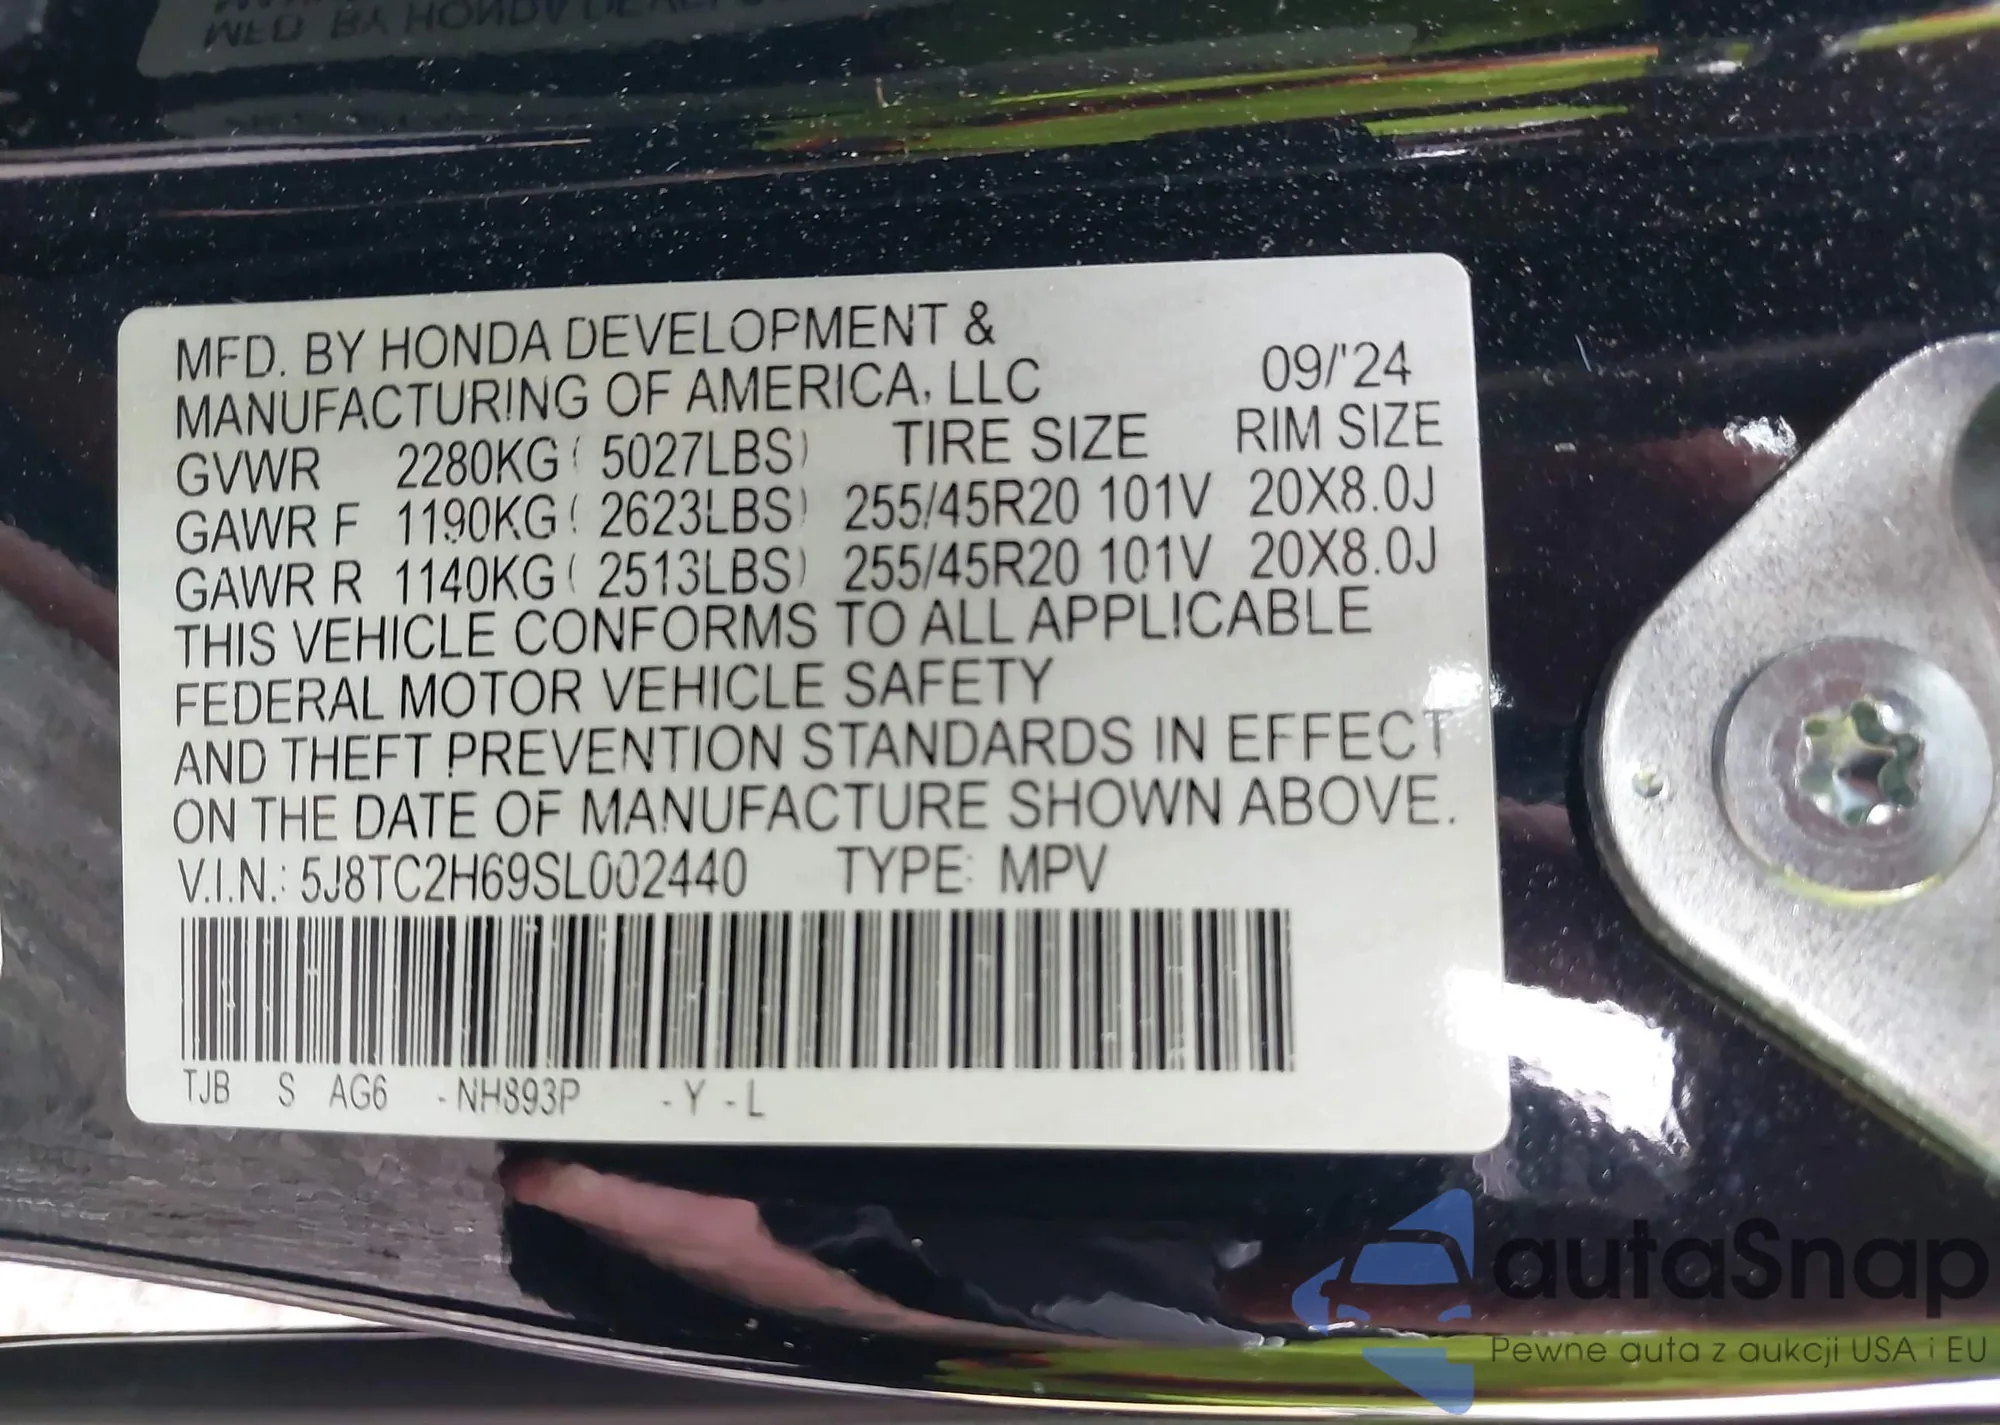 MFD. BY HONDA DEVELOPMENT &
MANUFACTURING OF AMERICA, LLC 09/'24
GVWR 2280KG ( 5027LBS) TIRE SIZE RIM SIZE
GAWR F 1190KG ( 2623LBS) 255/45R20 101V 20X8.0J
GAWR R 1140KG ( 2513LBS) 255/45R20 101V 20X8.0J
THIS VEHICLE CONFORMS TO ALL APPLICABLE
FEDERAL MOTOR VEHICLE SAFETY
AND THEFT PREVENTION STANDARDS IN EFFECT
ON THE DATE OF MANUFACTURE SHOWN ABOVE.
V.I.N.: 5J8TC2H69SL002440 TYPE: MPV
TJB S AG6 -NH893P -Y -L
autaSnap
Pewne auta z aukcji USA i EU